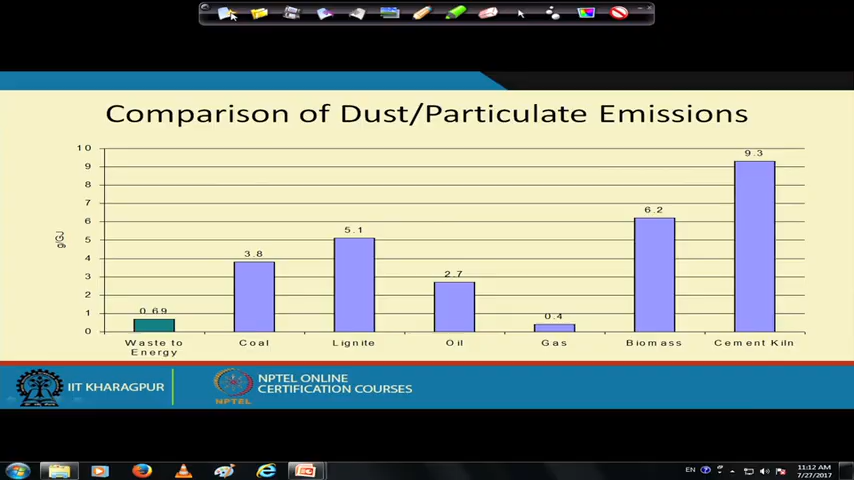 Comparison of Dust/Particulate Emissions
10
9
8
7
6
5
4
3
2
1
0
g/GJ
0.69
3.8
5.1
2.7
0.4
6.2
9.3
Waste to
Energy
Coal
Lignite
Oil
Gas
Biomass
Cement Kiln
IIT KHARAGPUR
NPTEL
NPTEL ONLINE
CERTIFICATION COURSES
EN
11:12 AM
7/27/2017